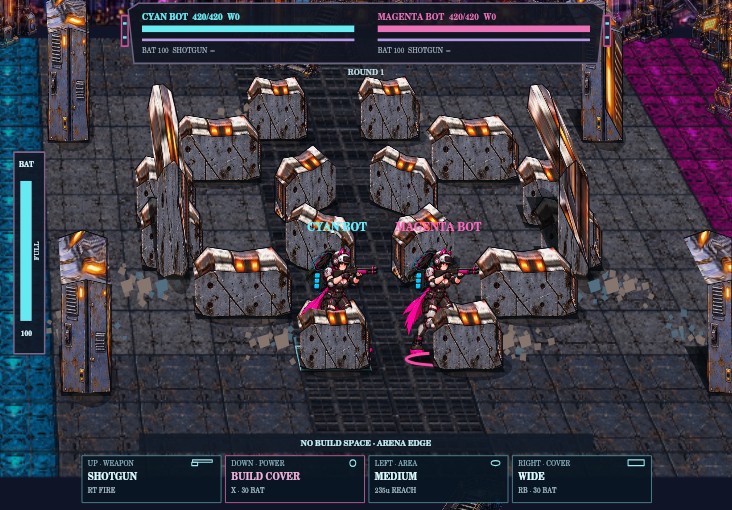 CYAN BOT 420/420 W0
MAGENTA BOT 420/420 W0
BAT 100 SHOTGUN ∞
BAT 100 SHOTGUN ∞
ROUND 1
BAT
FULL
100
CYAN BOT
MAGENTA BOT
NO BUILD SPACE · ARENA EDGE
UP · WEAPON
SHOTGUN
RT FIRE
DOWN · POWER
BUILD COVER
X · 30 BAT
LEFT · AREA
MEDIUM
235u REACH
RIGHT · COVER
WIDE
RB · 30 BAT